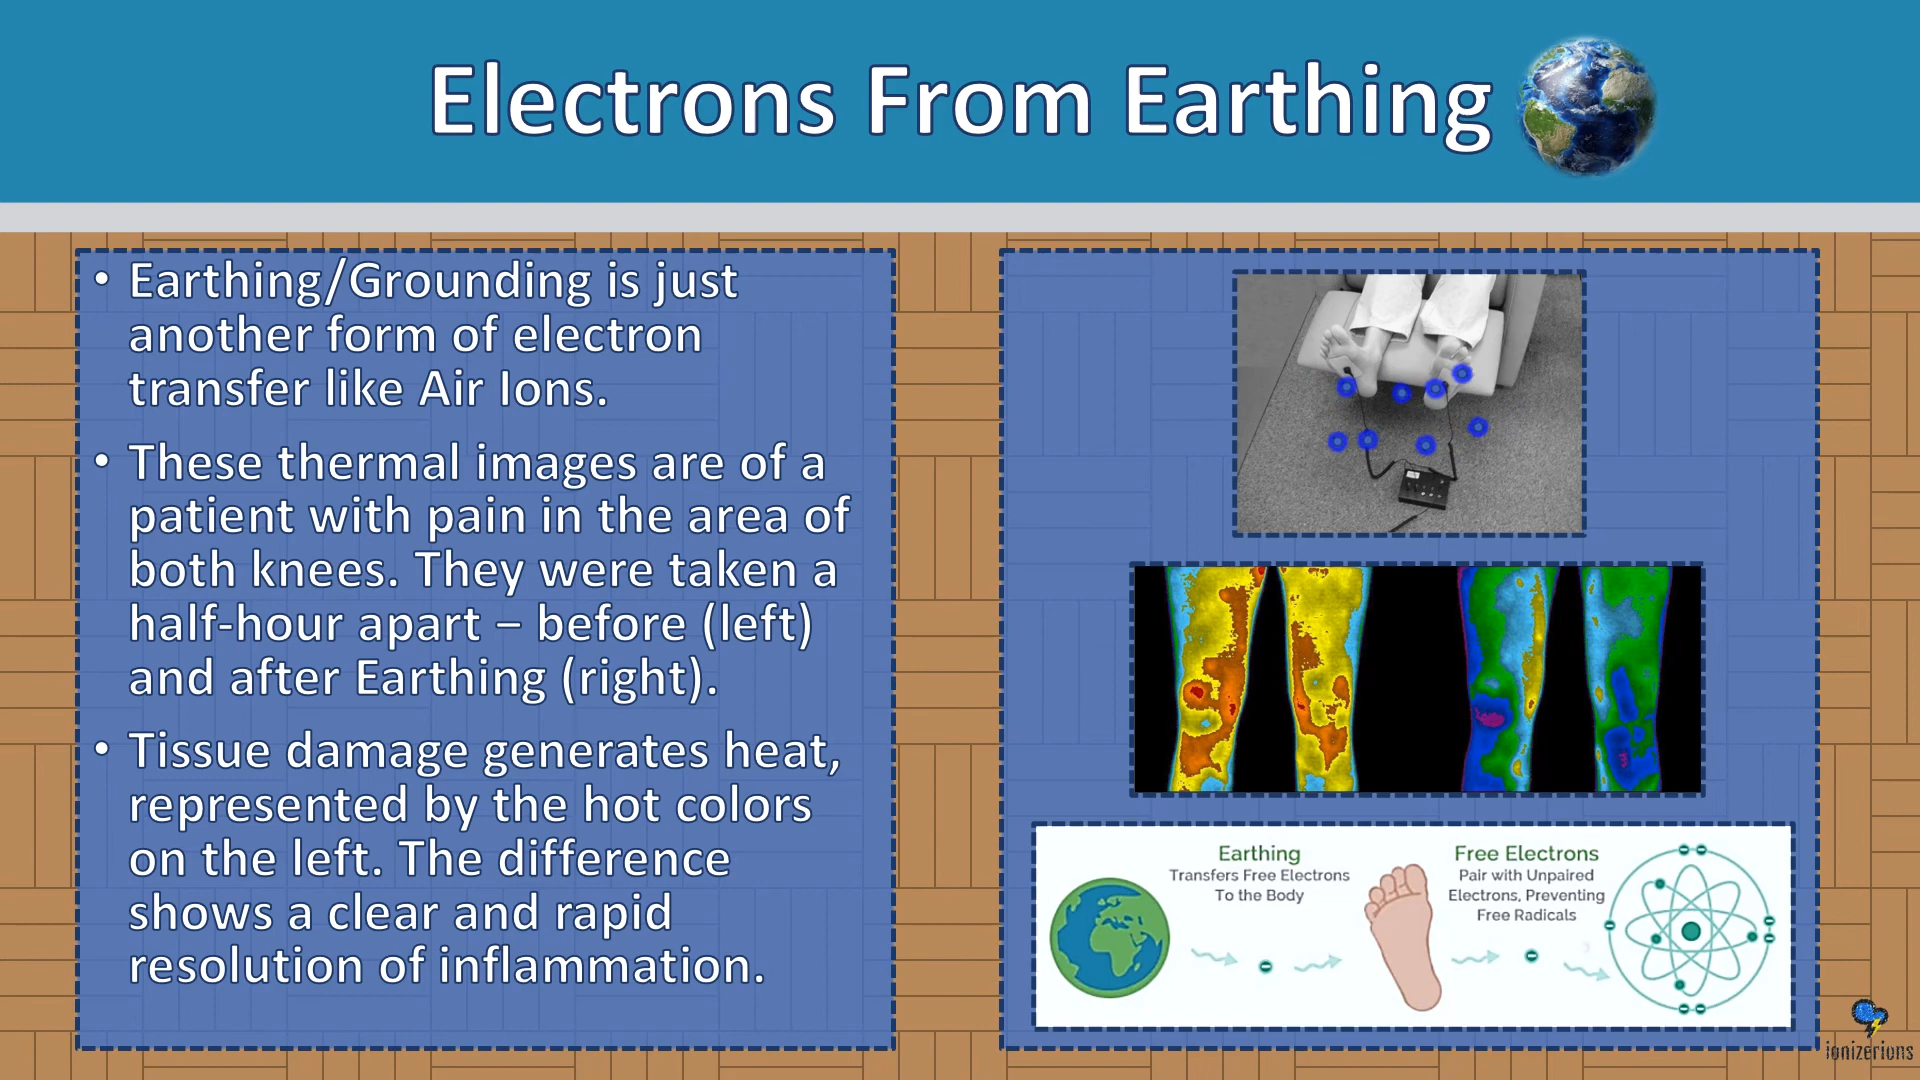 Electrons From Earthing
• Earthing/Grounding is just
another form of electron
transfer like Air Ions.
• These thermal images are of a
patient with pain in the area of
both knees. They were taken a
half-hour apart – before (left)
and after Earthing (right).
• Tissue damage generates heat,
represented by the hot colors
on the left. The difference
shows a clear and rapid
resolution of inflammation.
Earthing
Transfers Free Electrons
To the Body
Free Electrons
Pair with Unpaired
Electrons, Preventing
Free Radicals
ionizerions